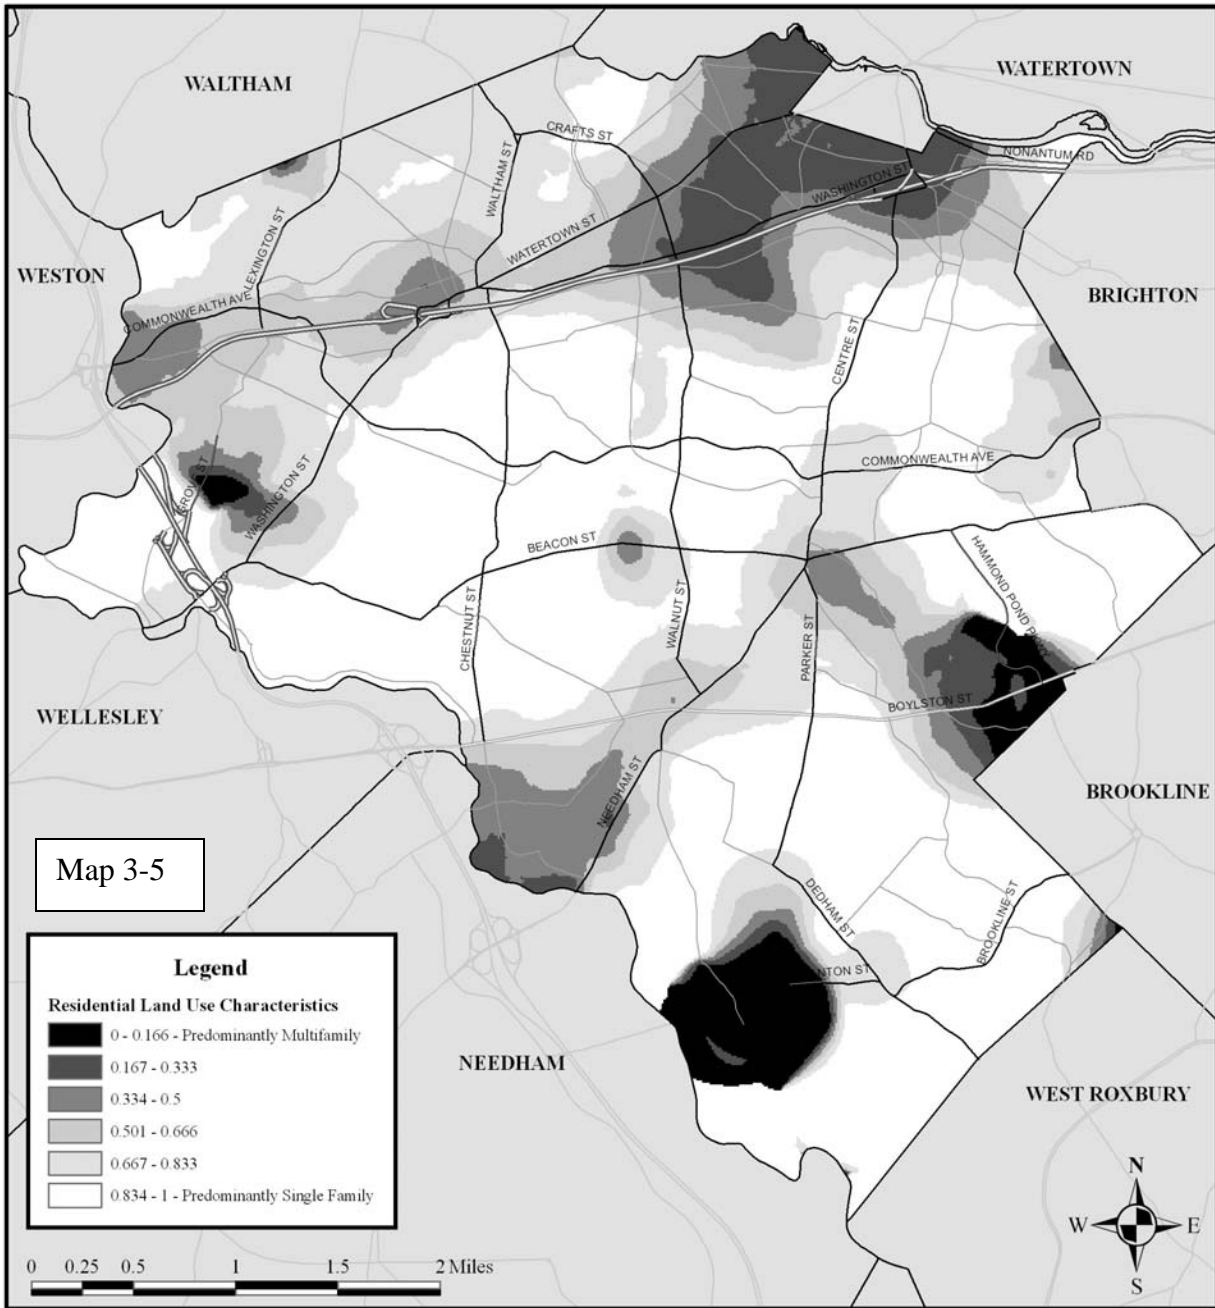 WALTHAM
WATERTOWN
CRAFTS ST
NONANTUM RD
WALTHAM ST
WASHINGTON ST
WATERTOWN ST
LEXINGTON ST
WESTON
BRIGHTON
COMMONWEALTH AVE
CENTRE ST
COMMONWEALTH AVE
WASHINGTON ST
BEACON ST
HAMMOND POND
CHESTNUT ST
WALNUT ST
PARKER ST
WELLESLEY
BOYLSTON ST
BROOKLINE
NEEDHAM ST
Map 3-5
DEDHAM ST
BROOKLINE ST
NTON ST
NEEDHAM
WEST ROXBURY
Legend
Residential Land Use Characteristics
0 - 0.166 - Predominantly Multifamily
0.167 - 0.333
0.334 - 0.5
0.501 - 0.666
0.667 - 0.833
0.834 - 1 - Predominantly Single Family
N
W E
S
0 0.25 0.5 1 1.5 2 Miles